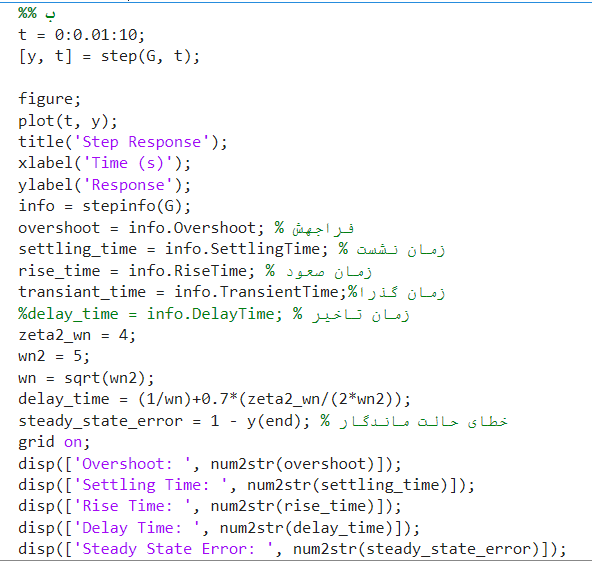 %% ب
t = 0:0.01:10;
[y, t] = step(G, t);
figure;
plot(t, y);
title('Step Response');
xlabel('Time (s)');
ylabel('Response');
info = stepinfo(G);
overshoot = info.Overshoot; % فراجهش
settling_time = info.SettlingTime; % زمان نشست
rise_time = info.RiseTime; % زمان صعود
transiant_time = info.TransientTime;%زمان گذرا
%delay_time = info.DelayTime; % زمان تاخیر
zeta2_wn = 4;
wn2 = 5;
wn = sqrt(wn2);
delay_time = (1/wn)+0.7*(zeta2_wn/(2*wn2));
steady_state_error = 1 - y(end); % خطای حالت ماندگار
grid on;
disp(['Overshoot: ', num2str(overshoot)]);
disp(['Settling Time: ', num2str(settling_time)]);
disp(['Rise Time: ', num2str(rise_time)]);
disp(['Delay Time: ', num2str(delay_time)]);
disp(['Steady State Error: ', num2str(steady_state_error)]);